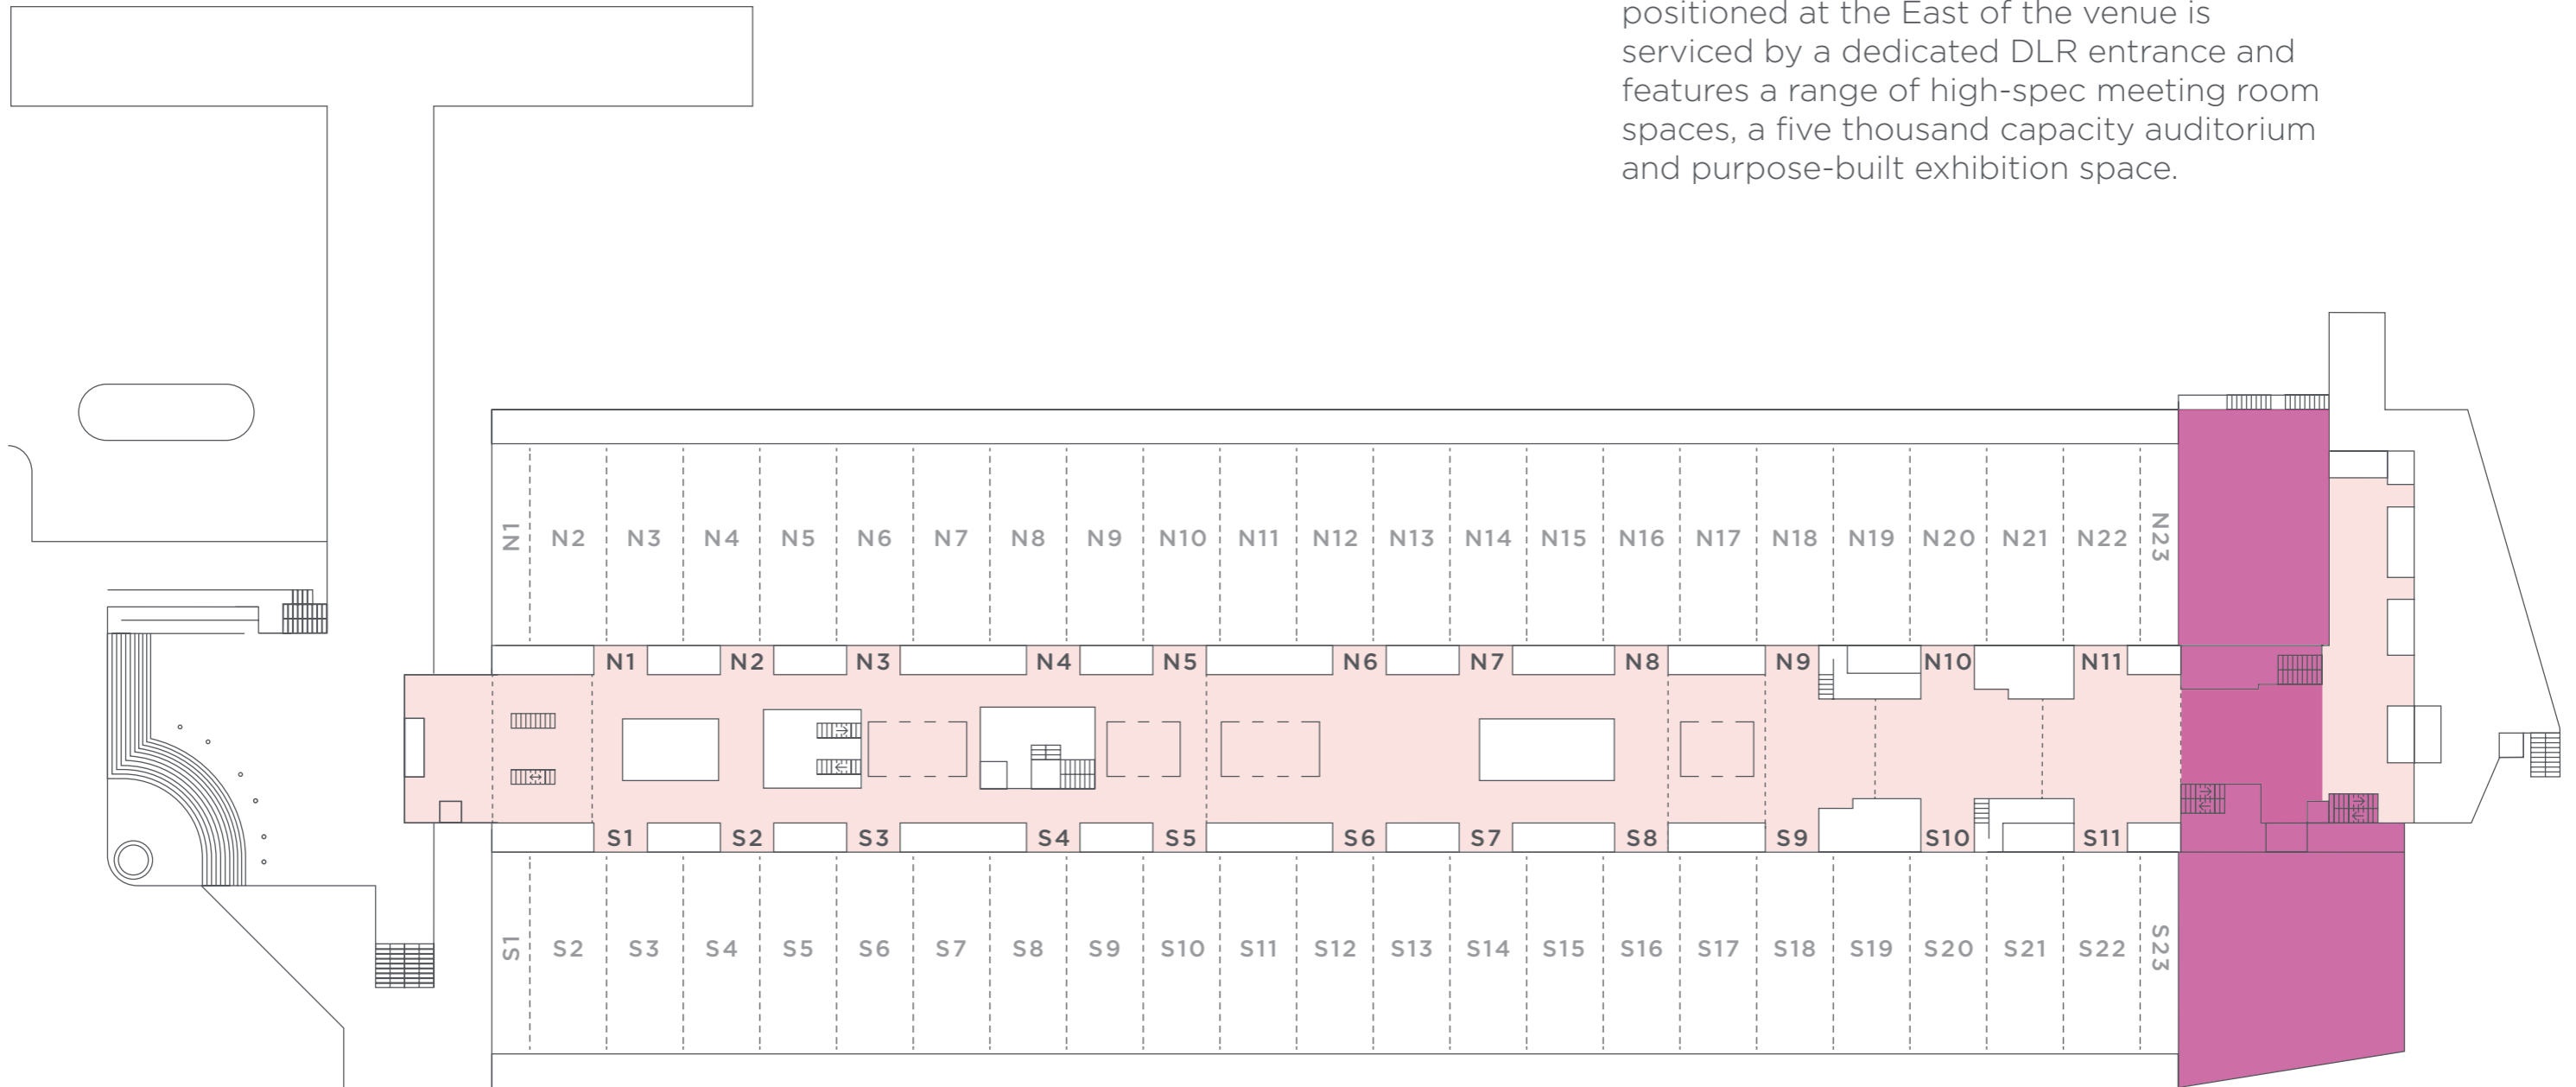 positioned at the East of the venue is
serviced by a dedicated DLR entrance and
features a range of high-spec meeting room
spaces, a five thousand capacity auditorium
and purpose-built exhibition space.
N1 N2 N3 N4 N5 N6 N7 N8 N9 N10 N11 N12 N13 N14 N15 N16 N17 N18 N19 N20 N21 N22 N23
N1 N2 N3 N4 N5 N6 N7 N8 N9 N10 N11
S1 S2 S3 S4 S5 S6 S7 S8 S9 S10 S11
S1 S2 S3 S4 S5 S6 S7 S8 S9 S10 S11 S12 S13 S14 S15 S16 S17 S18 S19 S20 S21 S22 S23